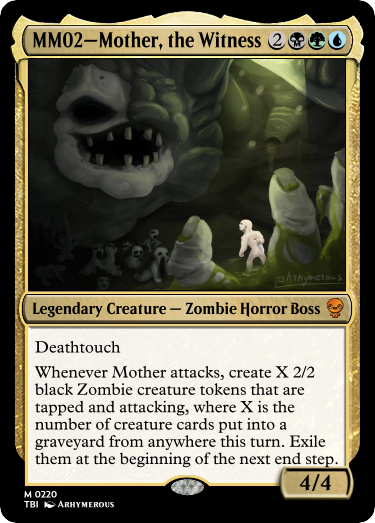 MM02—Mother, the Witness 2
@Arhymerous
Legendary Creature — Zombie Horror Boss
Deathtouch
Whenever Mother attacks, create X 2/2
black Zombie creature tokens that are
tapped and attacking, where X is the
number of creature cards put into a
graveyard from anywhere this turn. Exile
them at the beginning of the next end step.
4/4
M 0220
TBI Arhymerous